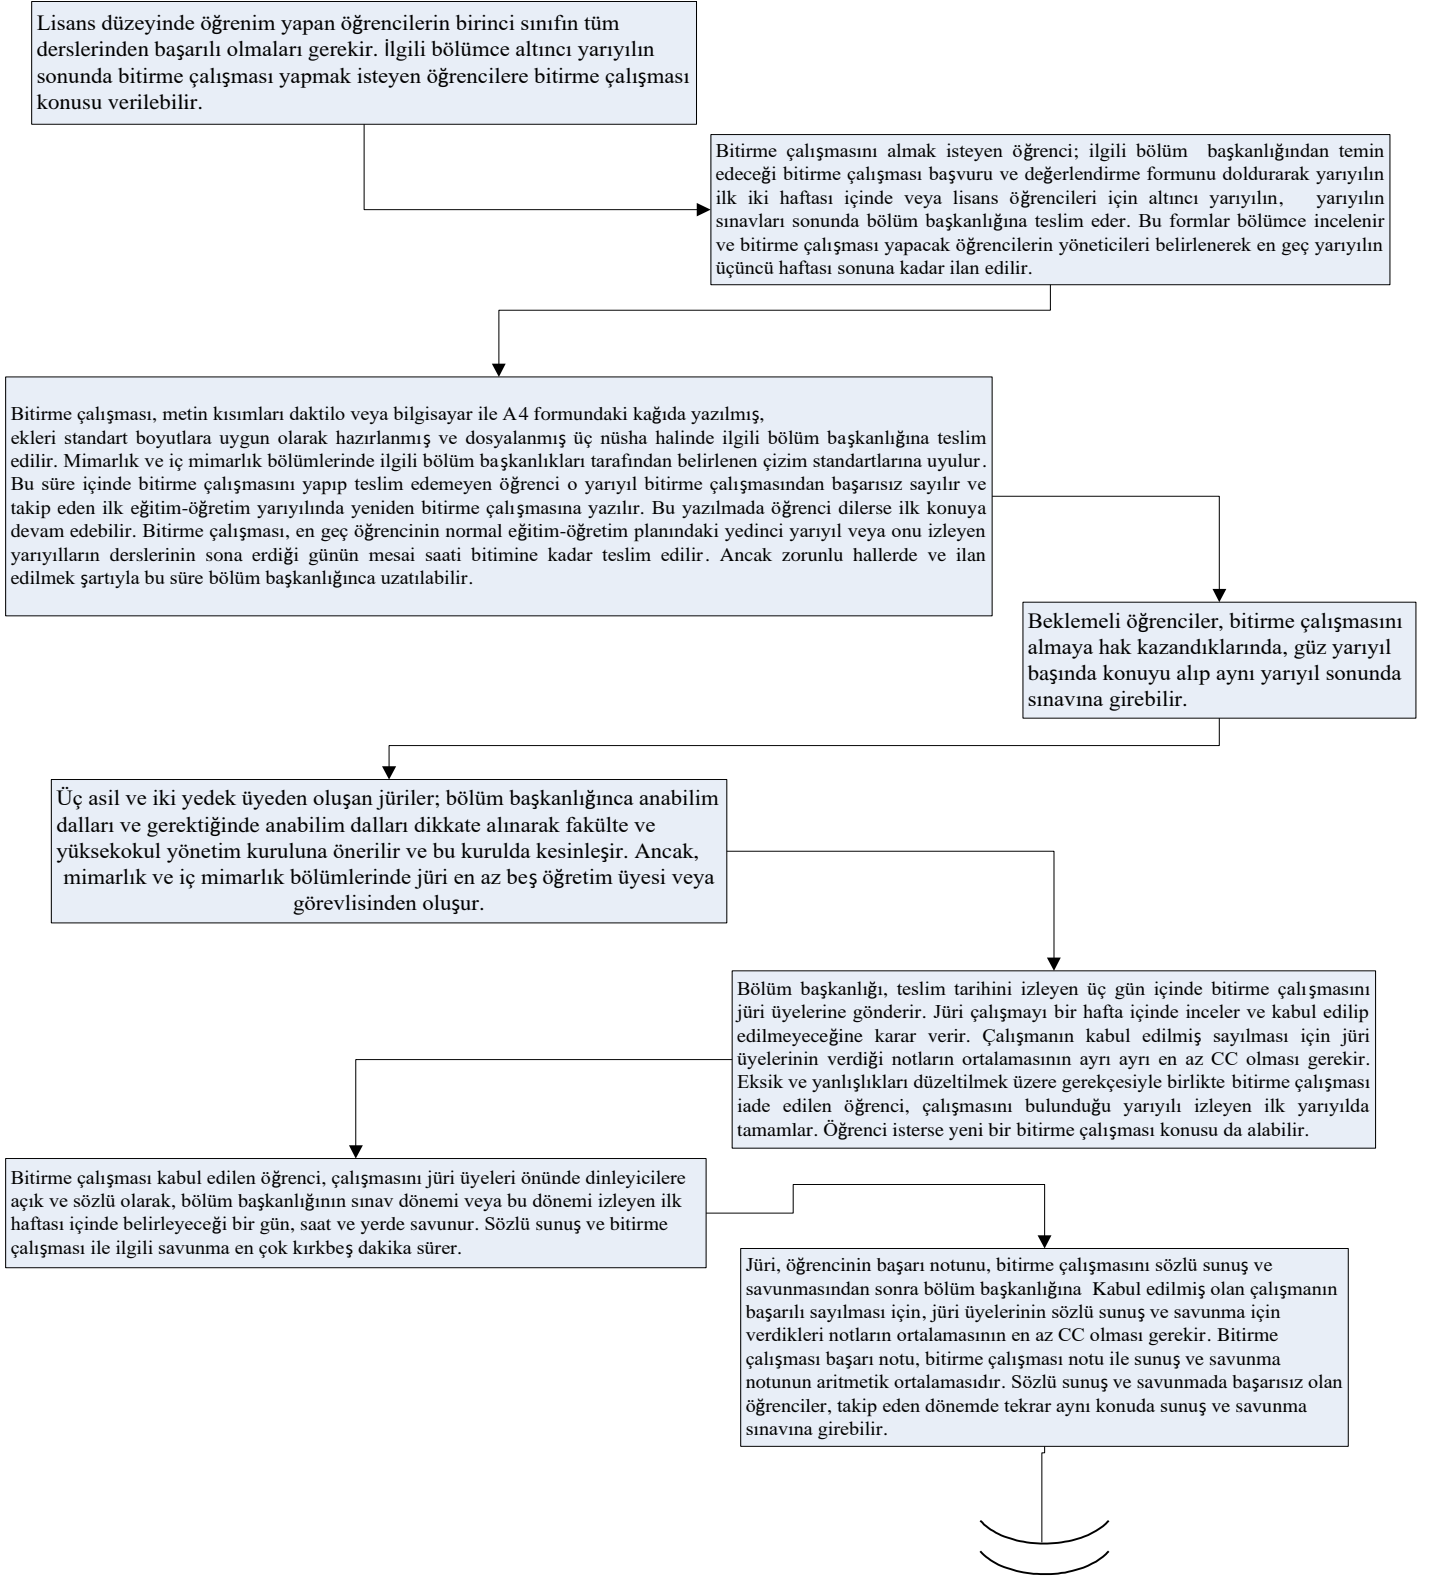 Lisans düzeyinde öğrenim yapan öğrencilerin birinci sınıfın tüm
derslerinden başarılı olmaları gerekir. İlgili bölümce altıncı yarıyılın
sonunda bitirme çalışması yapmak isteyen öğrencilere bitirme çalışması
konusu verilebilir.
Bitirme çalışmasını almak isteyen öğrenci; ilgili bölüm başkanlığından temin
edeceği bitirme çalışması başvuru ve değerlendirme formunu doldurarak yarıyılın
ilk iki haftası içinde veya lisans öğrencileri için altıncı yarıyılın, yarıyılın
sınavları sonunda bölüm başkanlığına teslim eder. Bu formlar bölümce incelenir
ve bitirme çalışması yapacak öğrencilerin yöneticileri belirlenerek en geç yarıyılın
üçüncü haftası sonuna kadar ilan edilir.
Bitirme çalışması, metin kısımları daktilo veya bilgisayar ile A4 formundaki kağıda yazılmış,
ekleri standart boyutlara uygun olarak hazırlanmış ve dosyalanmış üç nüsha halinde ilgili bölüm başkanlığına teslim
edilir. Mimarlık ve iç mimarlık bölümlerinde ilgili bölüm başkanlıkları tarafından belirlenen çizim standartlarına uyulur.
Bu süre içinde bitirme çalışmasını yapıp teslim edemeyen öğrenci o yarıyıl bitirme çalışmasından başarısız sayılır ve
takip eden ilk eğitim-öğretim yarıyılında yeniden bitirme çalışmasına yazılır. Bu yazılmada öğrenci dilerse ilk konuya
devam edebilir. Bitirme çalışması, en geç öğrencinin normal eğitim-öğretim planındaki yedinci yarıyıl veya onu izleyen
yarıyılların derslerinin sona erdiği günün mesai saati bitimine kadar teslim edilir. Ancak zorunlu hallerde ve ilan
edilmek şartıyla bu süre bölüm başkanlığınca uzatılabilir.
Beklemeli öğrenciler, bitirme çalışmasını
almaya hak kazandıklarında, güz yarıyıl
başında konuyu alıp aynı yarıyıl sonunda
sınavına girebilir.
Üç asil ve iki yedek üyeden oluşan jüriler; bölüm başkanlığınca anabilim
dalları ve gerektiğinde anabilim dalları dikkate alınarak fakülte ve
yüksekokul yönetim kuruluna önerilir ve bu kurulda kesinleşir. Ancak,
mimarlık ve iç mimarlık bölümlerinde jüri en az beş öğretim üyesi veya
görevlisinden oluşur.
Bölüm başkanlığı, teslim tarihini izleyen üç gün içinde bitirme çalışmasını
jüri üyelerine gönderir. Jüri çalışmayı bir hafta içinde inceler ve kabul edilip
edilmeyeceğine karar verir. Çalışmanın kabul edilmiş sayılması için jüri
üyelerinin verdiği notların ortalamasının ayrı ayrı en az CC olması gerekir.
Eksik ve yanlışlıkları düzeltilmek üzere gerekçesiyle birlikte bitirme çalışması
iade edilen öğrenci, çalışmasını bulunduğu yarıyılı izleyen ilk yarıyılda
tamamlar. Öğrenci isterse yeni bir bitirme çalışması konusu da alabilir.
Bitirme çalışması kabul edilen öğrenci, çalışmasını jüri üyeleri önünde dinleyicilere
açık ve sözlü olarak, bölüm başkanlığının sınav dönemi veya bu dönemi izleyen ilk
haftası içinde belirleyeceği bir gün, saat ve yerde savunur. Sözlü sunuş ve bitirme
çalışması ile ilgili savunma en çok kırkbeş dakika sürer.
Jüri, öğrencinin başarı notunu, bitirme çalışmasını sözlü sunuş ve
savunmasından sonra bölüm başkanlığına Kabul edilmiş olan çalışmanın
başarılı sayılması için, jüri üyelerinin sözlü sunuş ve savunma için
verdikleri notların ortalamasının en az CC olması gerekir. Bitirme
çalışması başarı notu, bitirme çalışması notu ile sunuş ve savunma
notunun aritmetik ortalamasıdır. Sözlü sunuş ve savunmada başarısız olan
öğrenciler, takip eden dönemde tekrar aynı konuda sunuş ve savunma
sınavına girebilir.